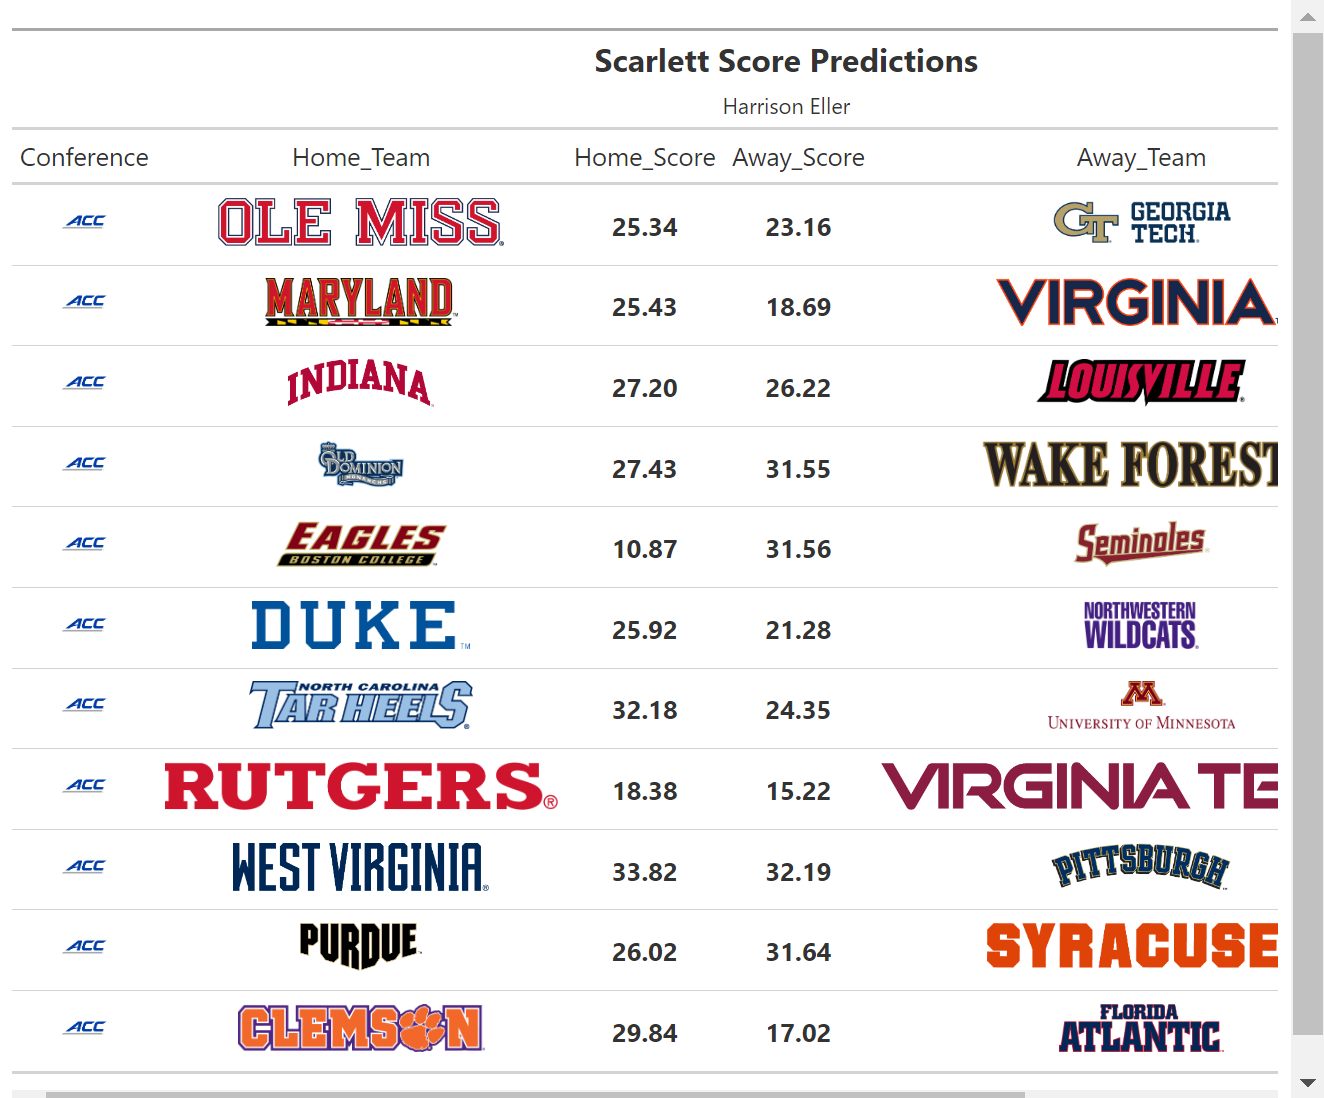 Scarlett Score Predictions
Harrison Eller
Conference Home_Team Home_Score Away_Score Away_Team
ACC OLE MISS 25.34 23.16 GT GEORGIA TECH
ACC MARYLAND 25.43 18.69 VIRGINIA
ACC INDIANA 27.20 26.22 LOUISVILLE
ACC OLD DOMINION MONARCHS 27.43 31.55 WAKE FOREST
ACC EAGLES BOSTON COLLEGE 10.87 31.56 Seminoles
ACC DUKE 25.92 21.28 NORTHWESTERN WILDCATS
ACC NORTH CAROLINA TAR HEELS 32.18 24.35 M UNIVERSITY OF MINNESOTA
ACC RUTGERS 18.38 15.22 VIRGINIA TE
ACC WEST VIRGINIA 33.82 32.19 PITTSBURGH
ACC PURDUE 26.02 31.64 SYRACUSE
ACC CLEMSON 29.84 17.02 FLORIDA ATLANTIC